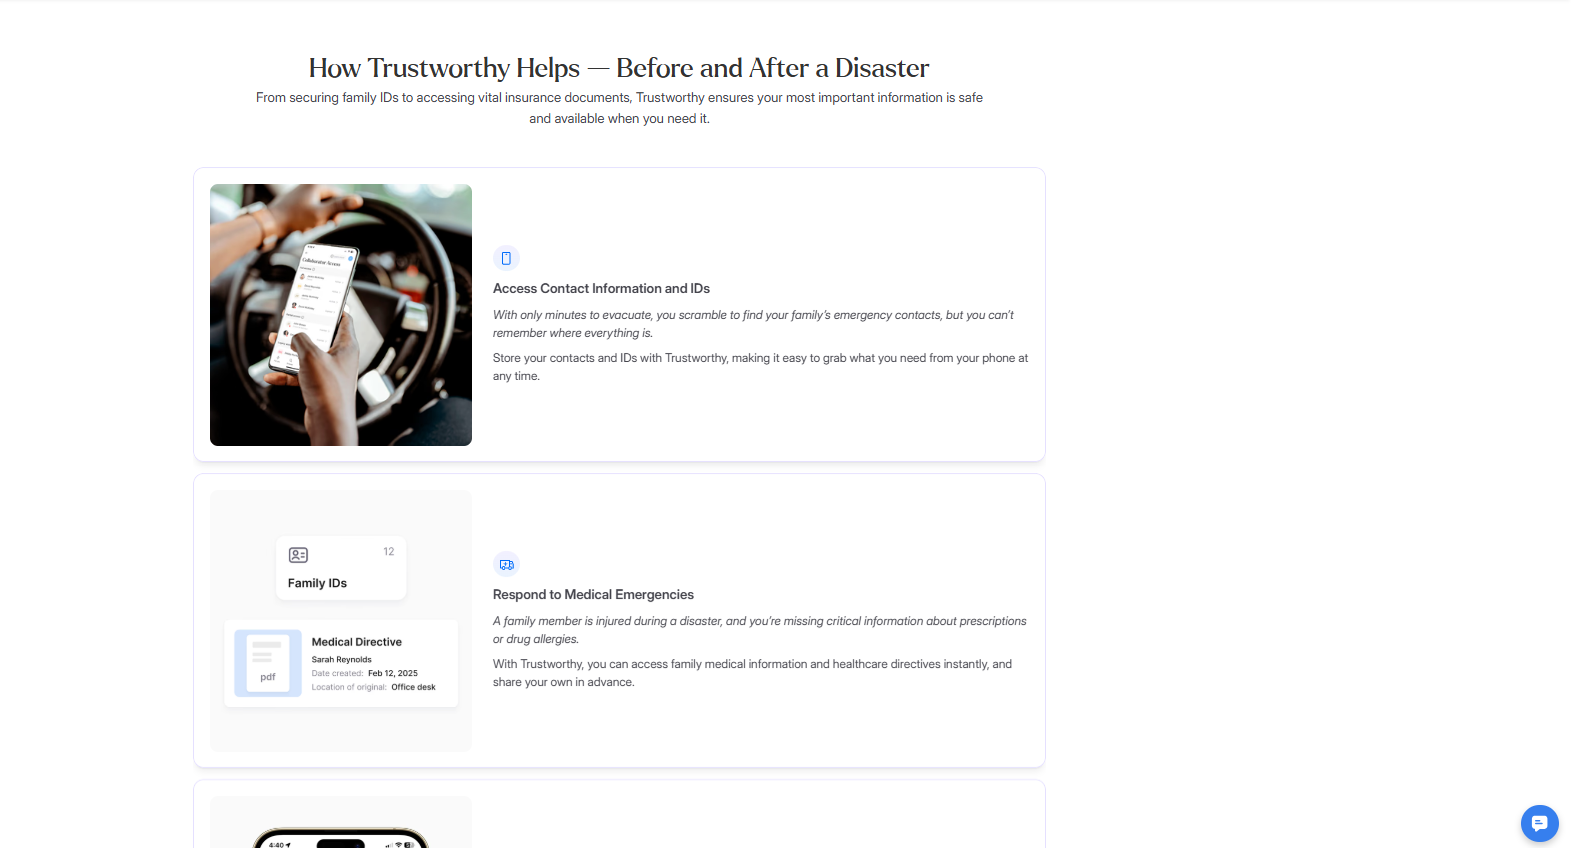 How Trustworthy Helps — Before and After a Disaster
From securing family IDs to accessing vital insurance documents, Trustworthy ensures your most important information is safe
and available when you need it.
Collaborator Access
Access Contact Information and IDs
With only minutes to evacuate, you scramble to find your family's emergency contacts, but you can't
remember where everything is.
Store your contacts and IDs with Trustworthy, making it easy to grab what you need from your phone at
any time.
12
Family IDs
pdf
Medical Directive
Sarah Reynolds
Date created: Feb 12, 2025
Location of original: Office desk
Respond to Medical Emergencies
A family member is injured during a disaster, and you're missing critical information about prescriptions
or drug allergies.
With Trustworthy, you can access family medical information and healthcare directives instantly, and
share your own in advance.
4:40